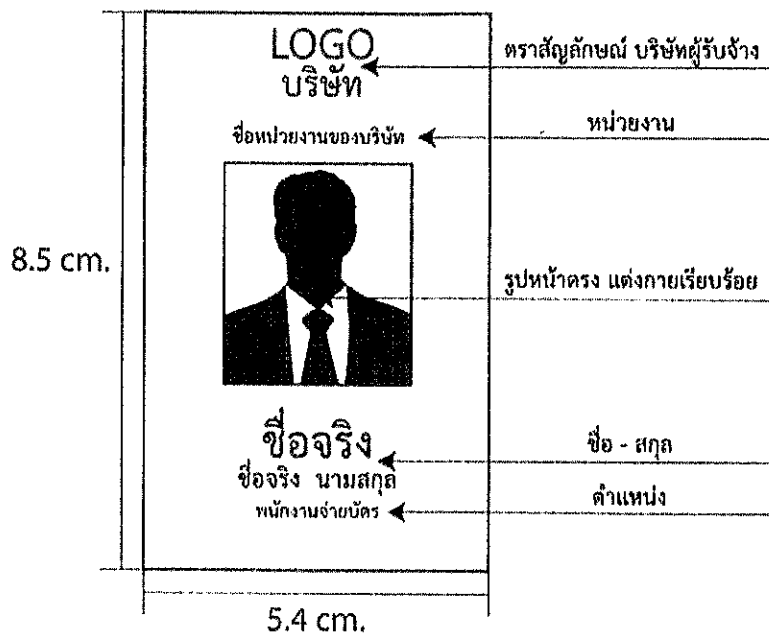 LOGO
บริษัท
ตราสัญลักษณ์ บริษัทผู้รับจ้าง
ชื่อหน่วยงานของบริษัท
หน่วยงาน
8.5 cm.
รูปหน้าตรง แต่งกายเรียบร้อย
ชื่อจริง
ชื่อ - สกุล
ชื่อจริง นามสกุล
พนักงานจ่ายบัตร
ตำแหน่ง
5.4 cm.